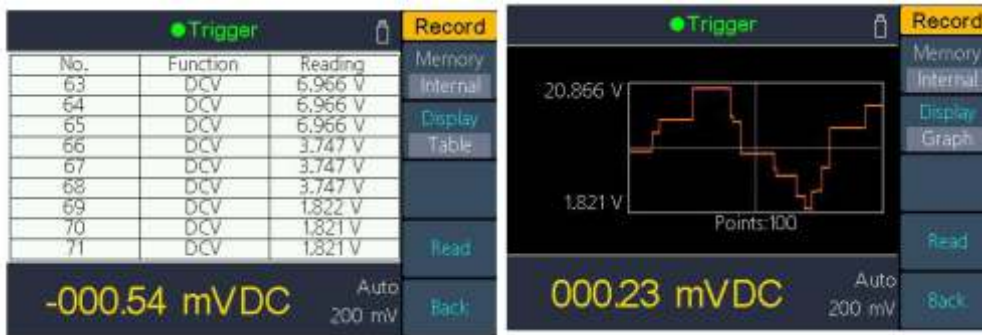 Trigger
Record
No. Function Reading
63 DCV 6.966 V
64 DCV 6.966 V
65 DCV 6.966 V
66 DCV 3.747 V
67 DCV 3.747 V
68 DCV 3.747 V
69 DCV 1.822 V
70 DCV 1.821 V
71 DCV 1.821 V
Memory
Internal
Display
Table
Read
Back
-000.54 mVDC
Auto
200 mV
Trigger
Record
20.866 V
1.821 V
Points:100
Memory
Internal
Display
Graph
Read
Back
000.23 mVDC
Auto
200 mV